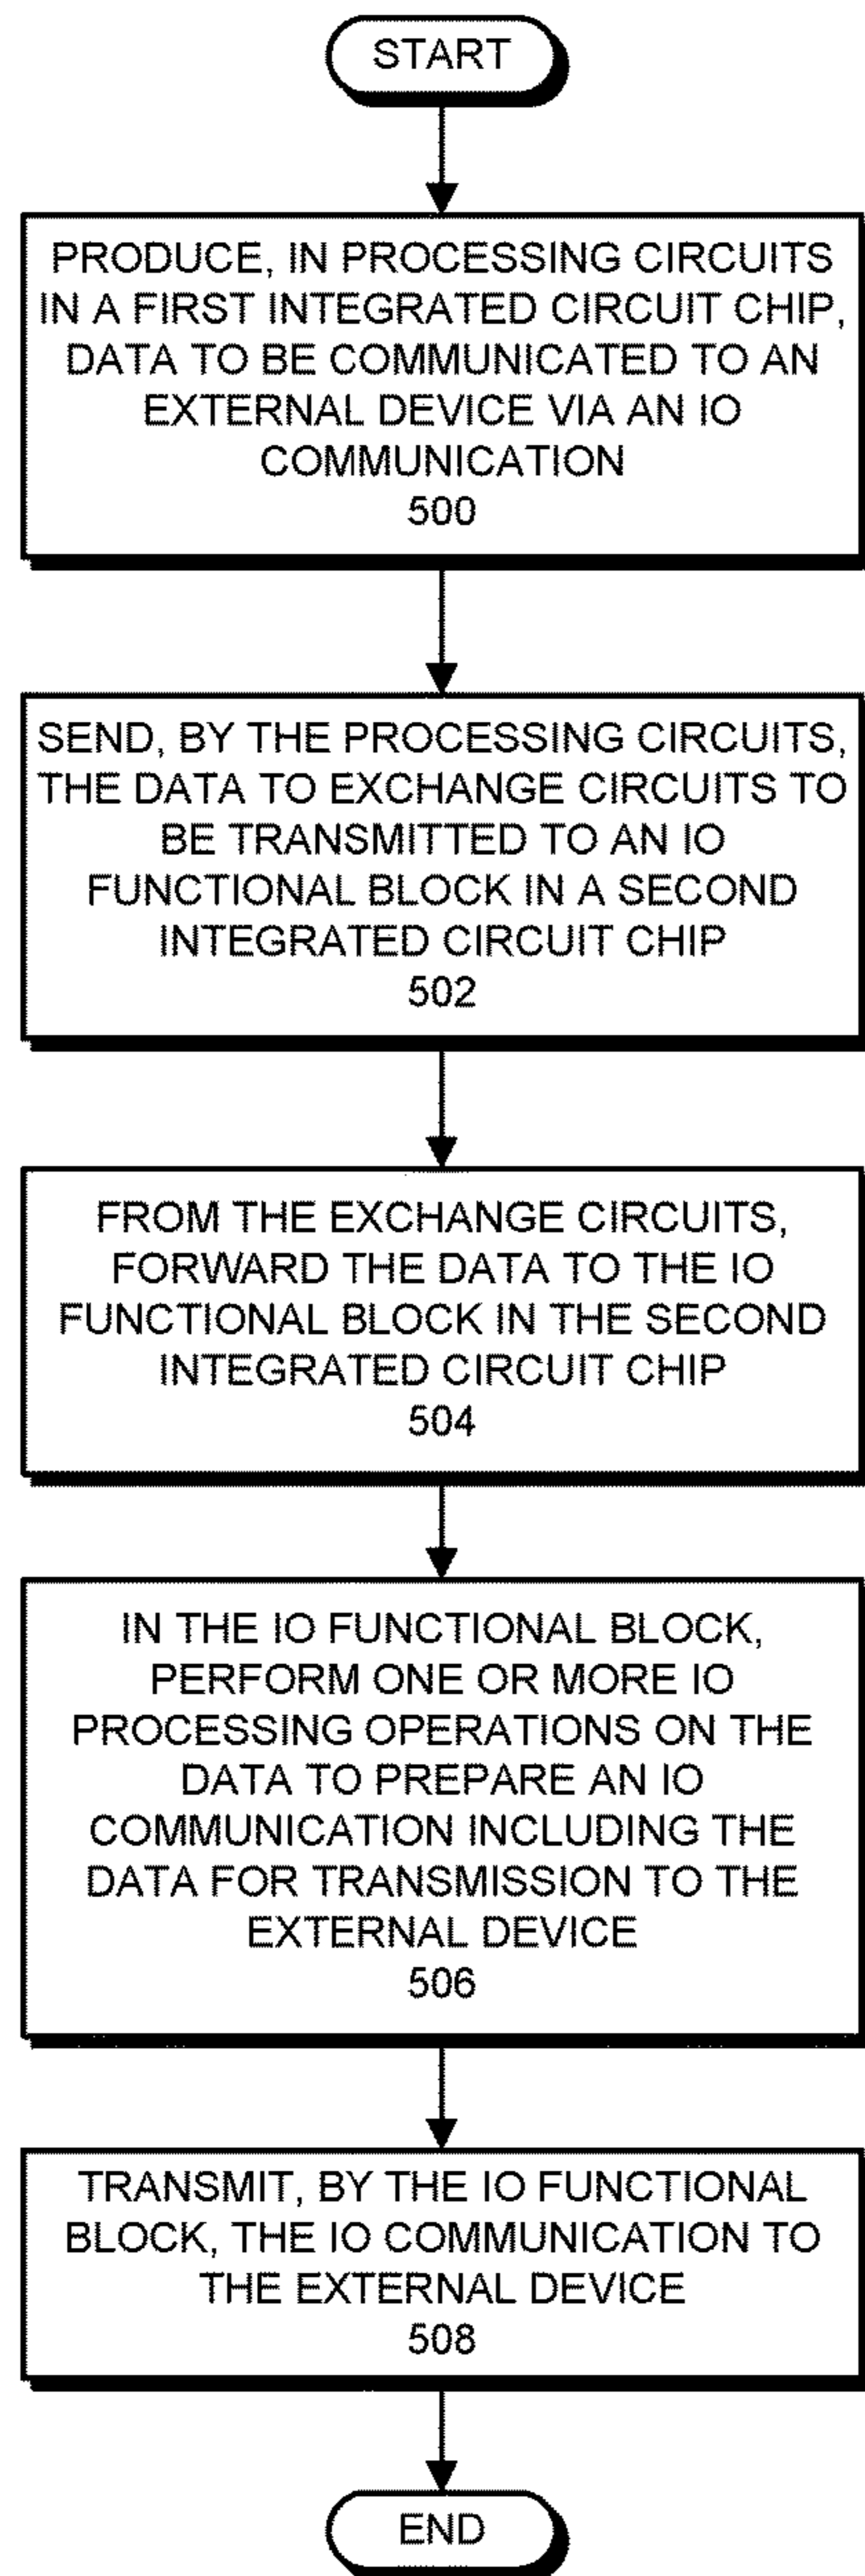 START
PRODUCE, IN PROCESSING CIRCUITS
IN A FIRST INTEGRATED CIRCUIT CHIP,
DATA TO BE COMMUNICATED TO AN
EXTERNAL DEVICE VIA AN IO
COMMUNICATION
500
SEND, BY THE PROCESSING CIRCUITS,
THE DATA TO EXCHANGE CIRCUITS TO
BE TRANSMITTED TO AN IO
FUNCTIONAL BLOCK IN A SECOND
INTEGRATED CIRCUIT CHIP
502
FROM THE EXCHANGE CIRCUITS,
FORWARD THE DATA TO THE IO
FUNCTIONAL BLOCK IN THE SECOND
INTEGRATED CIRCUIT CHIP
504
IN THE IO FUNCTIONAL BLOCK,
PERFORM ONE OR MORE IO
PROCESSING OPERATIONS ON THE
DATA TO PREPARE AN IO
COMMUNICATION INCLUDING THE
DATA FOR TRANSMISSION TO THE
EXTERNAL DEVICE
506
TRANSMIT, BY THE IO FUNCTIONAL
BLOCK, THE IO COMMUNICATION TO
THE EXTERNAL DEVICE
508
END